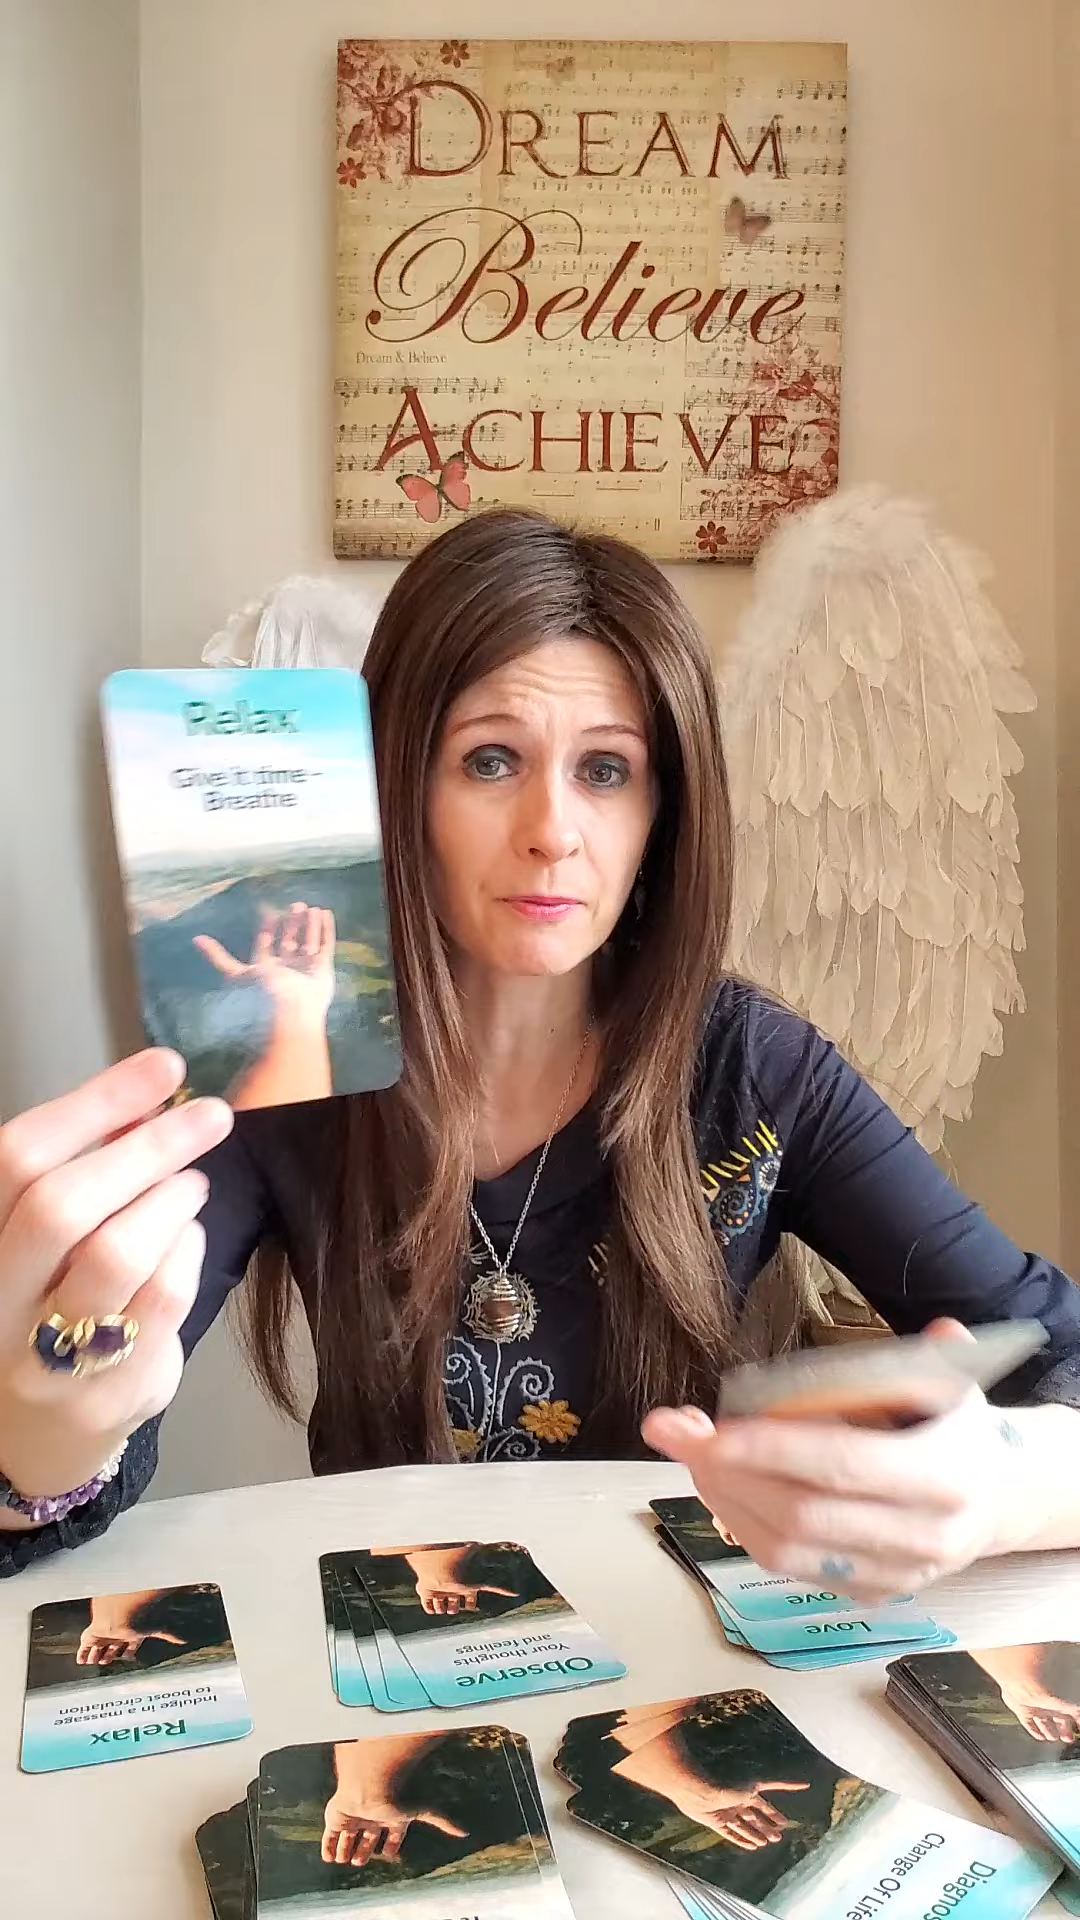 DREAM
Believe
Dream & Believe
ACHIEVE
Relax
Give it time -
Breathe
Relax
Indulge in a massage
to boost circulation
Observe
Your thoughts
and feelings
Love
yourself
Love
Change Of Life